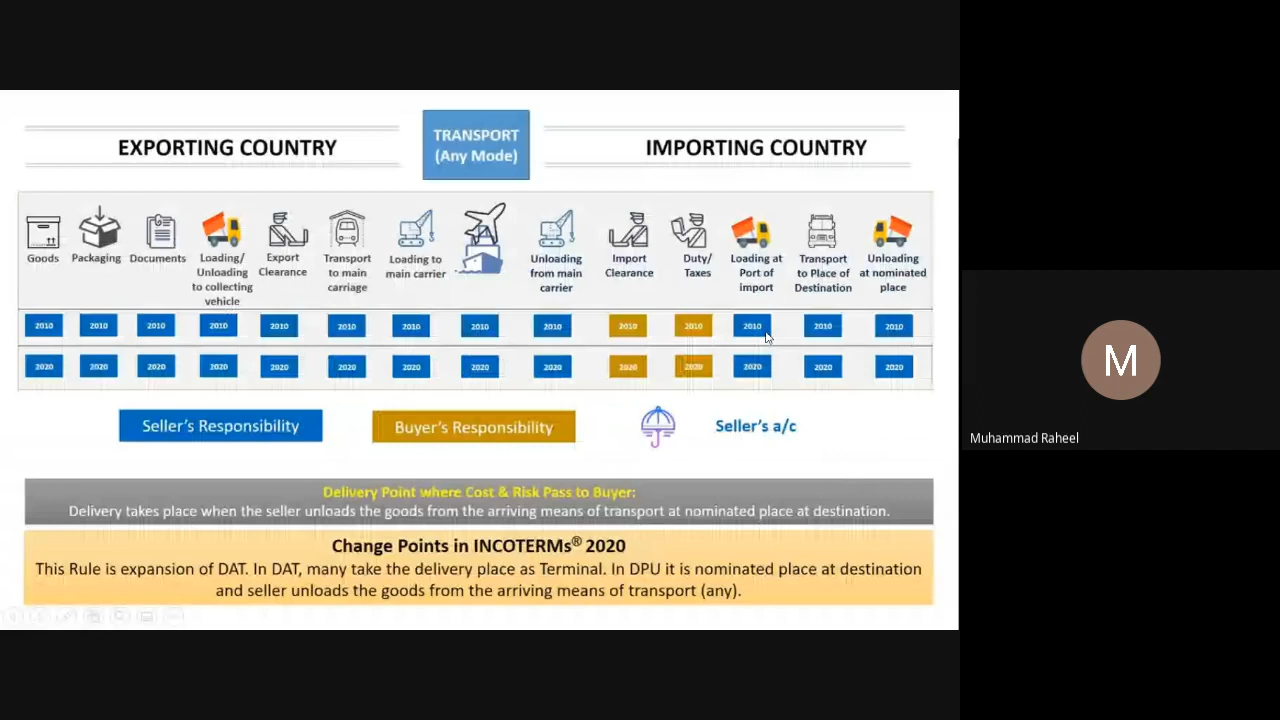 EXPORTING COUNTRY
TRANSPORT
(Any Mode)
IMPORTING COUNTRY
Goods
Packaging
Documents
Loading/
Unloading
to collecting
vehicle
Export
Clearance
Transport
to main
carriage
Loading to
main carrier
Unloading
from main
carrier
Import
Clearance
Duty/
Taxes
Loading at
Port of
import
Transport
to Place of
Destination
Unloading
at nominated
place
2010 2010 2010 2010 2010 2010 2010 2010 2010 2010 2010 2010 2010 2010
2020 2020 2020 2020 2020 2020 2020 2020 2020 2020 2020 2020 2020 2020
Seller's Responsibility
Buyer's Responsibility
Seller's a/c
Delivery Point where Cost & Risk Pass to Buyer:
Delivery takes place when the seller unloads the goods from the arriving means of transport at nominated place at destination.
Change Points in INCOTERMs® 2020
This Rule is expansion of DAT. In DAT, many take the delivery place as Terminal. In DPU it is nominated place at destination
and seller unloads the goods from the arriving means of transport (any).
M
Muhammad Raheel